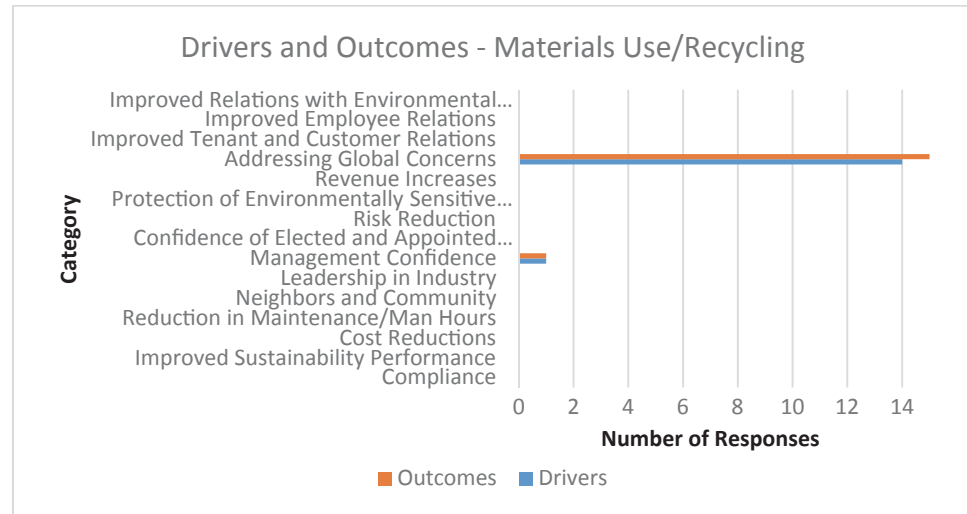 Drivers and Outcomes - Materials Use/Recycling
Improved Relations with Environmental...
Improved Employee Relations
Improved Tenant and Customer Relations
Addressing Global Concerns
Revenue Increases
Protection of Environmentally Sensitive...
Risk Reduction
Confidence of Elected and Appointed...
Management Confidence
Leadership in Industry
Neighbors and Community
Reduction in Maintenance/Man Hours
Cost Reductions
Improved Sustainability Performance
Compliance
Category
0 2 4 6 8 10 12 14
Number of Responses
Outcomes Drivers